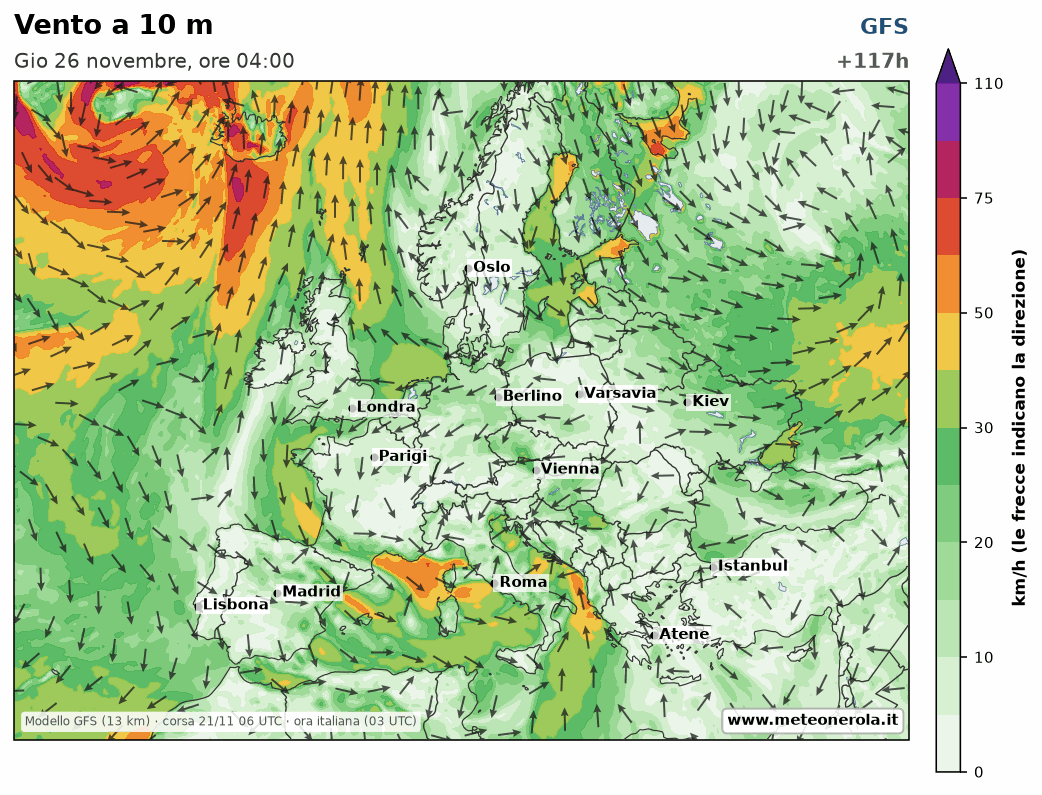 Vento a 10 m
GFS
Gio 26 novembre, ore 04:00
+117h
110
75
50
30
20
10
0
km/h (le frecce indicano la direzione)
Oslo
Berlino
Varsavia
Kiev
Londra
Parigi
Vienna
Istanbul
Roma
Madrid
Lisbona
Atene
Modello GFS (13 km) · corsa 21/11 06 UTC · ora italiana (03 UTC)
www.meteonerola.it